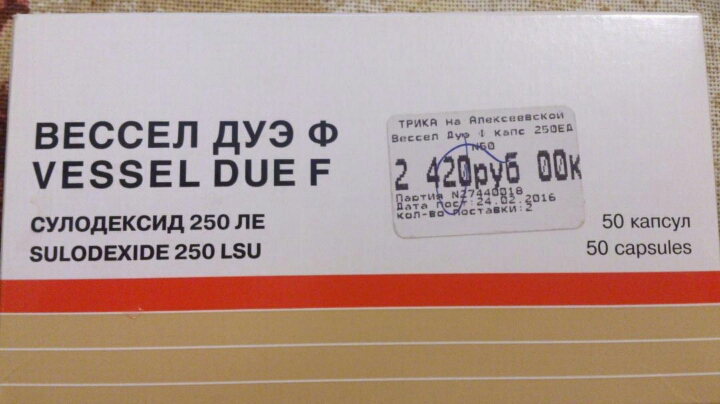 ВЕССЕЛ ДУЭ Ф
VESSEL DUE F
СУЛОДЕКСИД 250 ЛЕ
SULODEXIDE 250 LSU
ТРИКА на Алексеевской
Вессел Дуэ Ф капс 250ЕД
N60
2 420руб 00к
Партия N27440018
Дата пост:24.02.2016
кол-во поставки:2
50 капсул
50 capsules